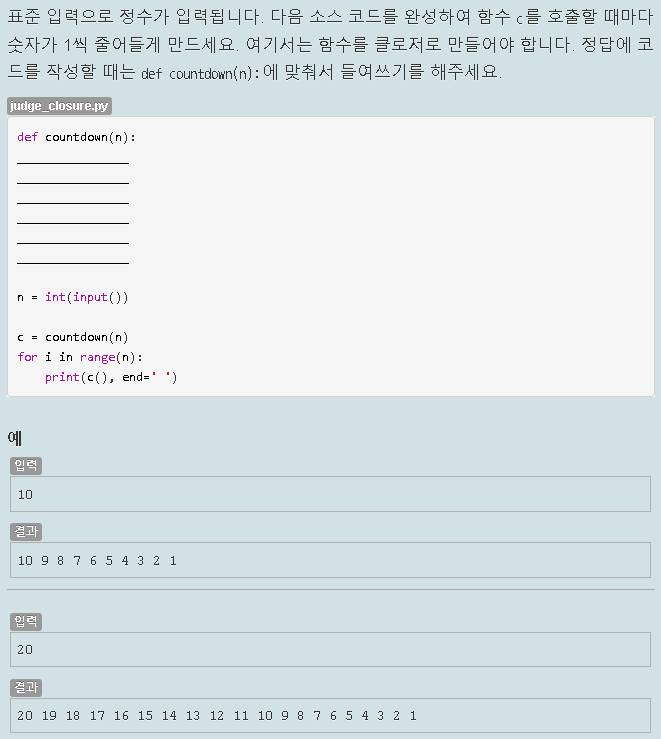 표준 입력으로 정수가 입력됩니다. 다음 소스 코드를 완성하여 함수 c를 호출할 때마다
숫자가 1씩 줄어들게 만드세요. 여기서는 함수를 클로저로 만들어야 합니다. 정답에 코
드를 작성할 때는 def countdown(n):에 맞춰서 들여쓰기를 해주세요.
judge_closure.py
def countdown(n):
________________
________________
________________
________________
________________
________________
n = int(input())
c = countdown(n)
for i in range(n):
    print(c(), end=' ')
예
입력
10
결과
10 9 8 7 6 5 4 3 2 1
입력
20
결과
20 19 18 17 16 15 14 13 12 11 10 9 8 7 6 5 4 3 2 1